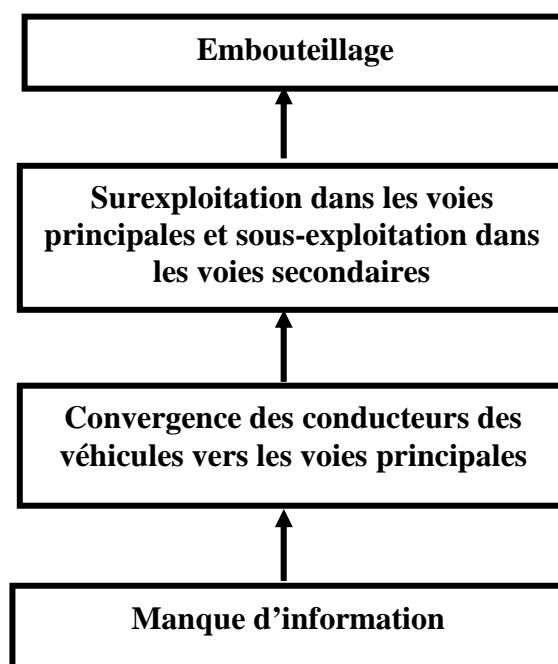 Embouteillage
Surexploitation dans les voies
principales et sous-exploitation dans
les voies secondaires
Convergence des conducteurs des
véhicules vers les voies principales
Manque d’information